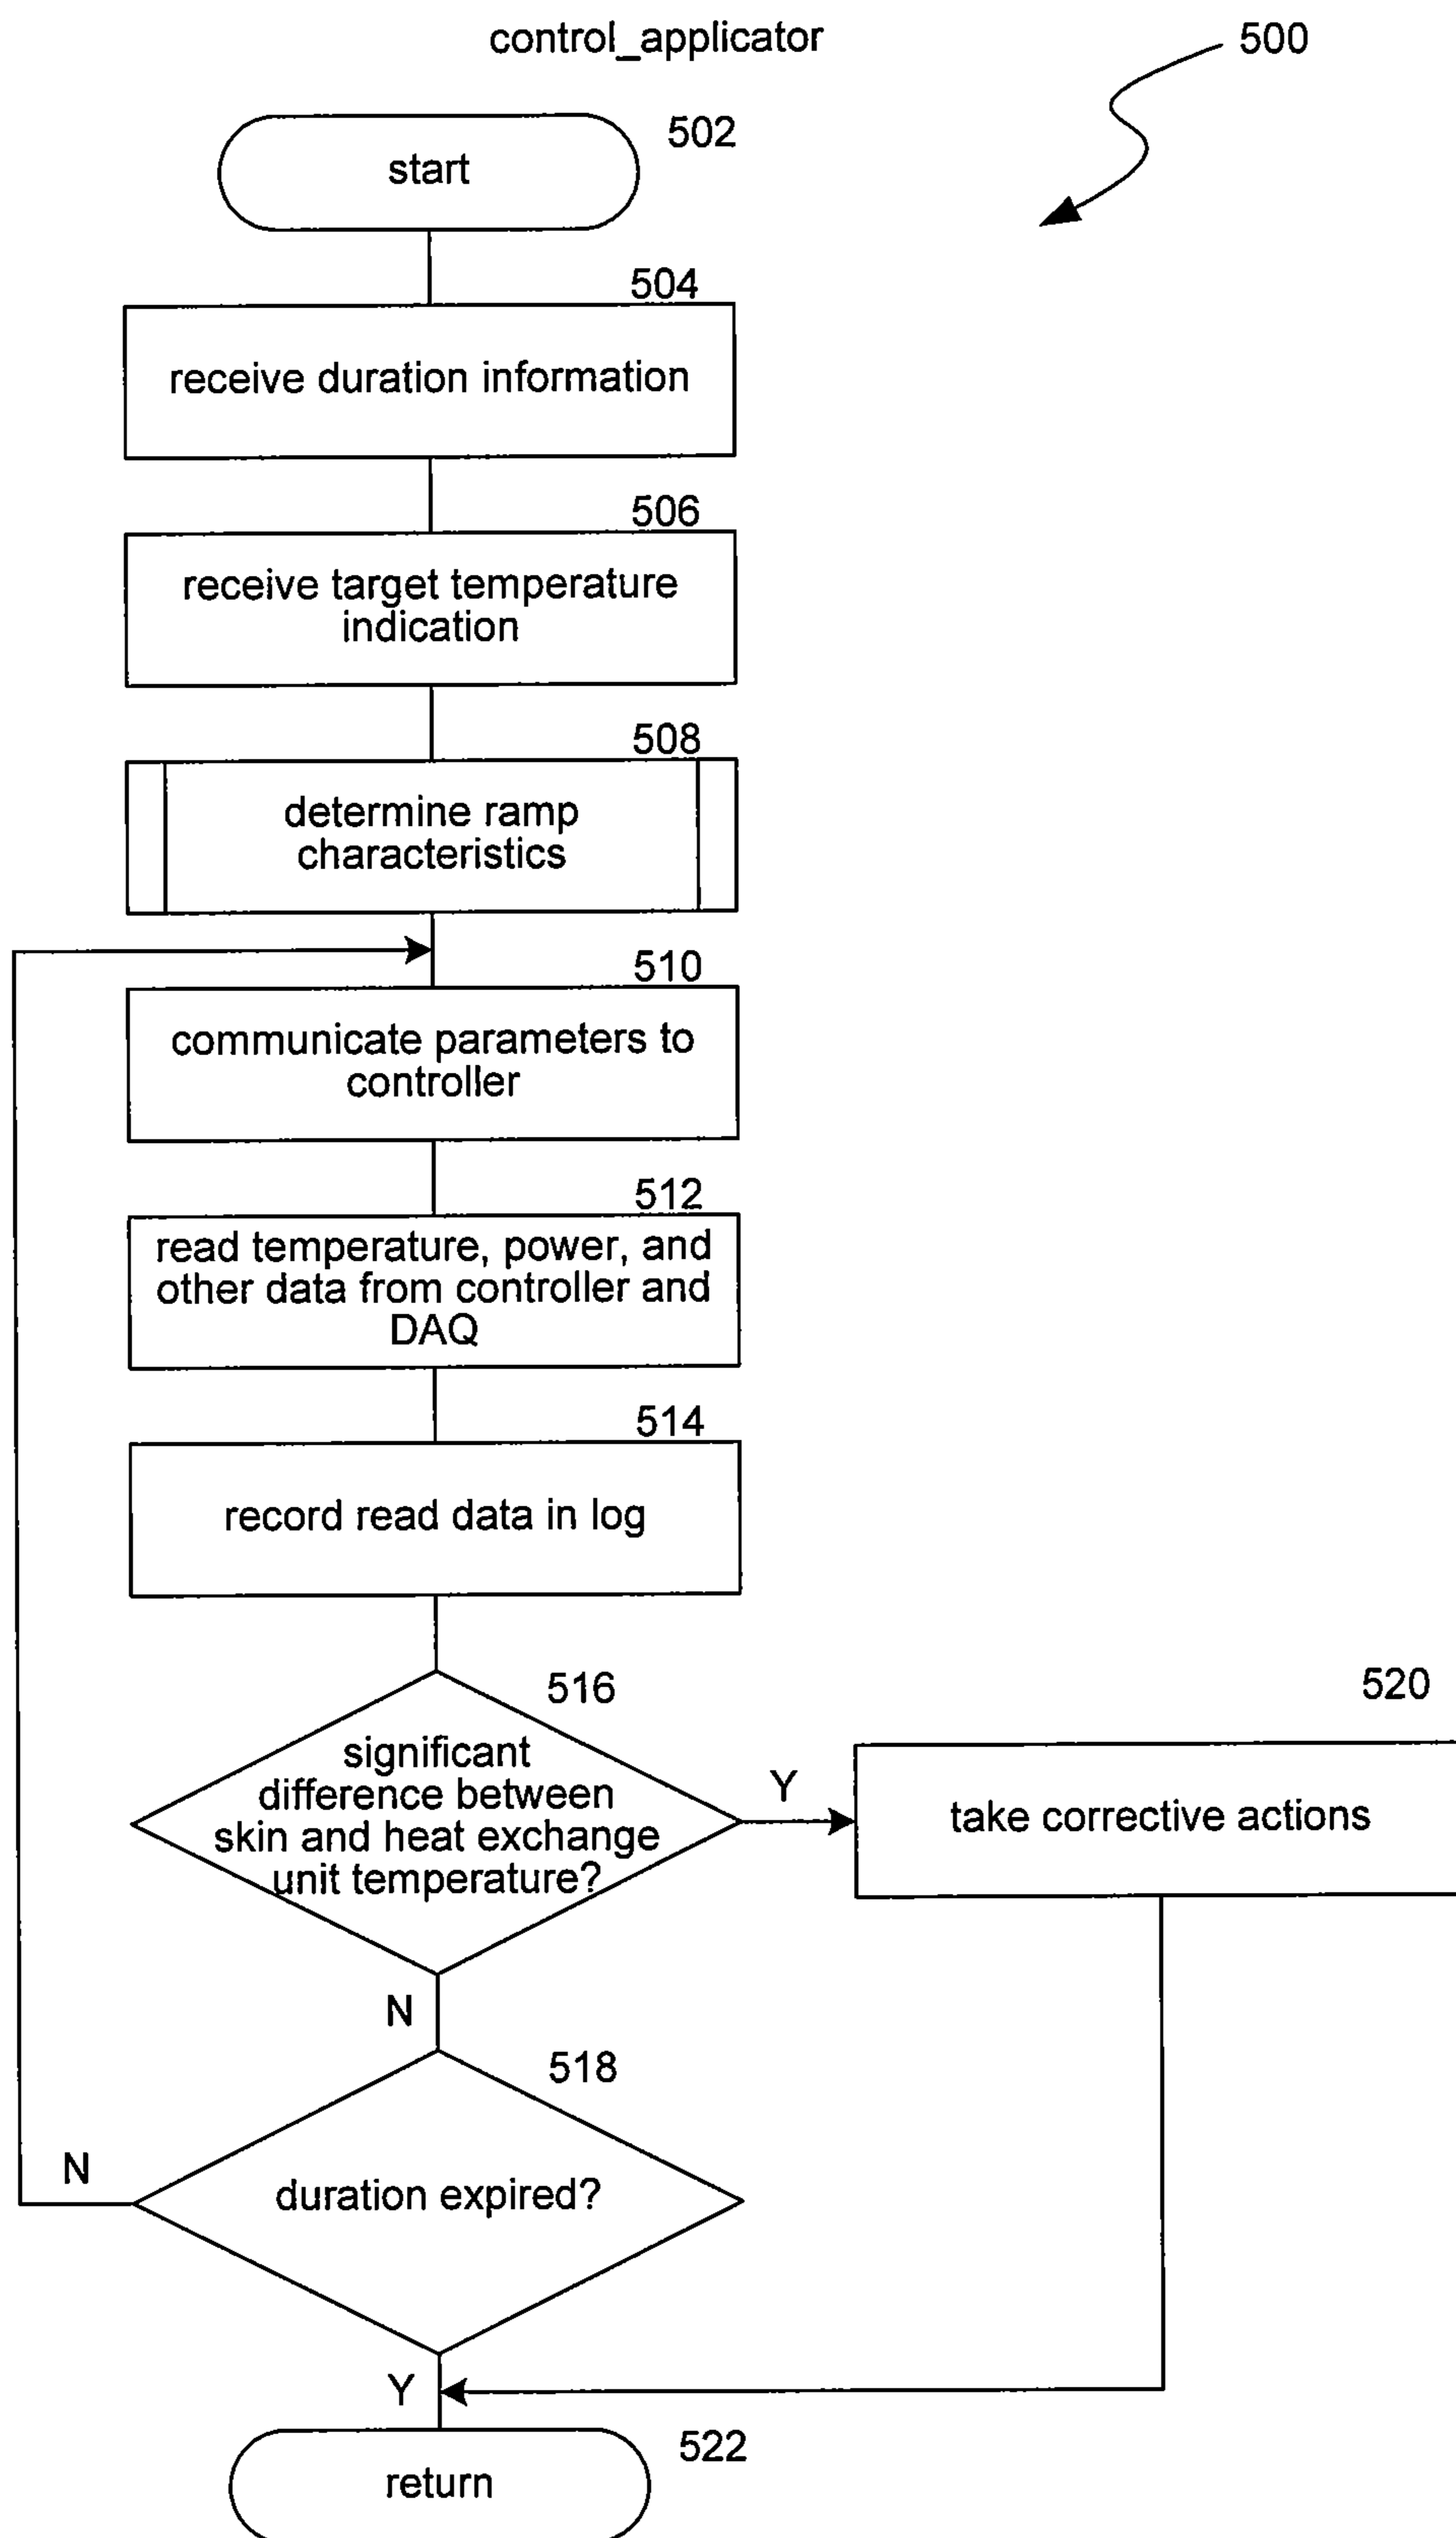 control_applicator
500
502
start
504
receive duration information
506
receive target temperature
indication
508
determine ramp
characteristics
510
communicate parameters to
controller
512
read temperature, power, and
other data from controller and
DAQ
514
record read data in log
516
significant
difference between
skin and heat exchange
unit temperature?
Y
520
take corrective actions
N
518
duration expired?
N
Y
522
return